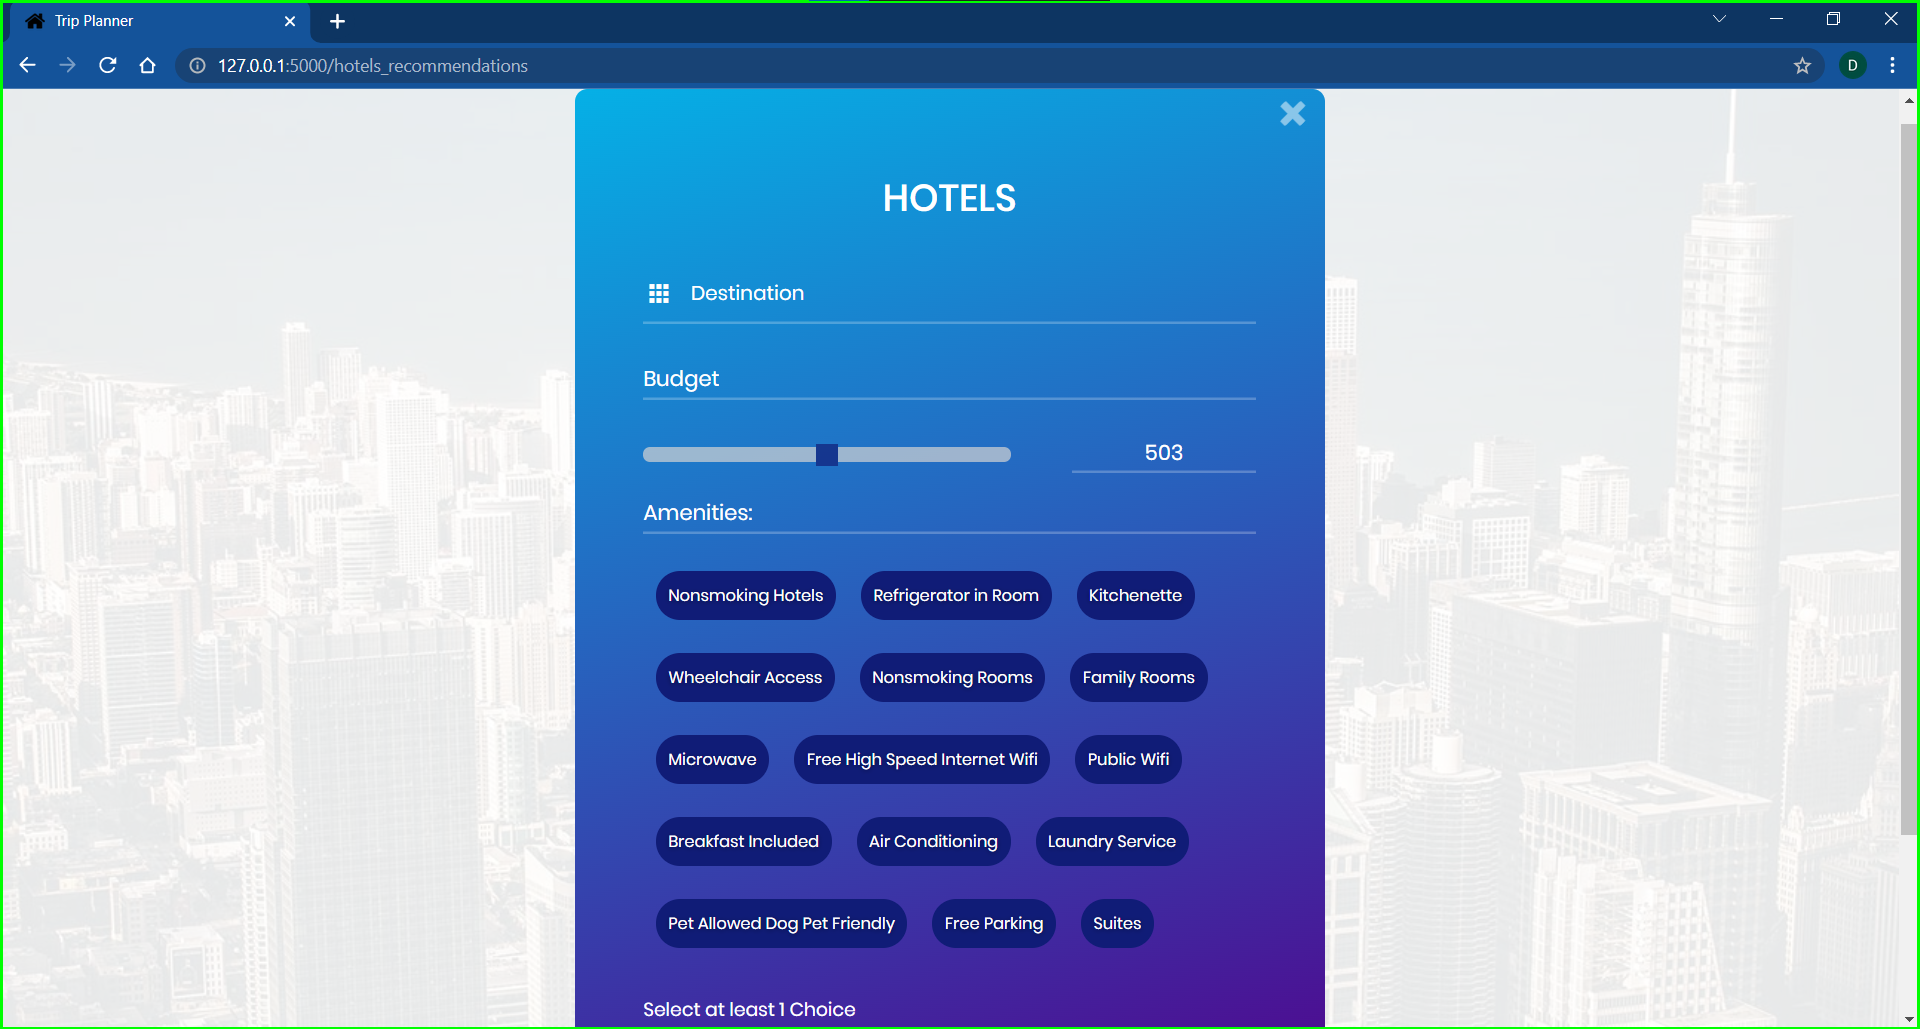 Trip Planner
127.0.0.1:5000/hotels_recommendations
D
HOTELS
Destination
Budget
503
Amenities:
Nonsmoking Hotels Refrigerator in Room Kitchenette
Wheelchair Access Nonsmoking Rooms Family Rooms
Microwave Free High Speed Internet Wifi Public Wifi
Breakfast Included Air Conditioning Laundry Service
Pet Allowed Dog Pet Friendly Free Parking Suites
Select at least 1 Choice